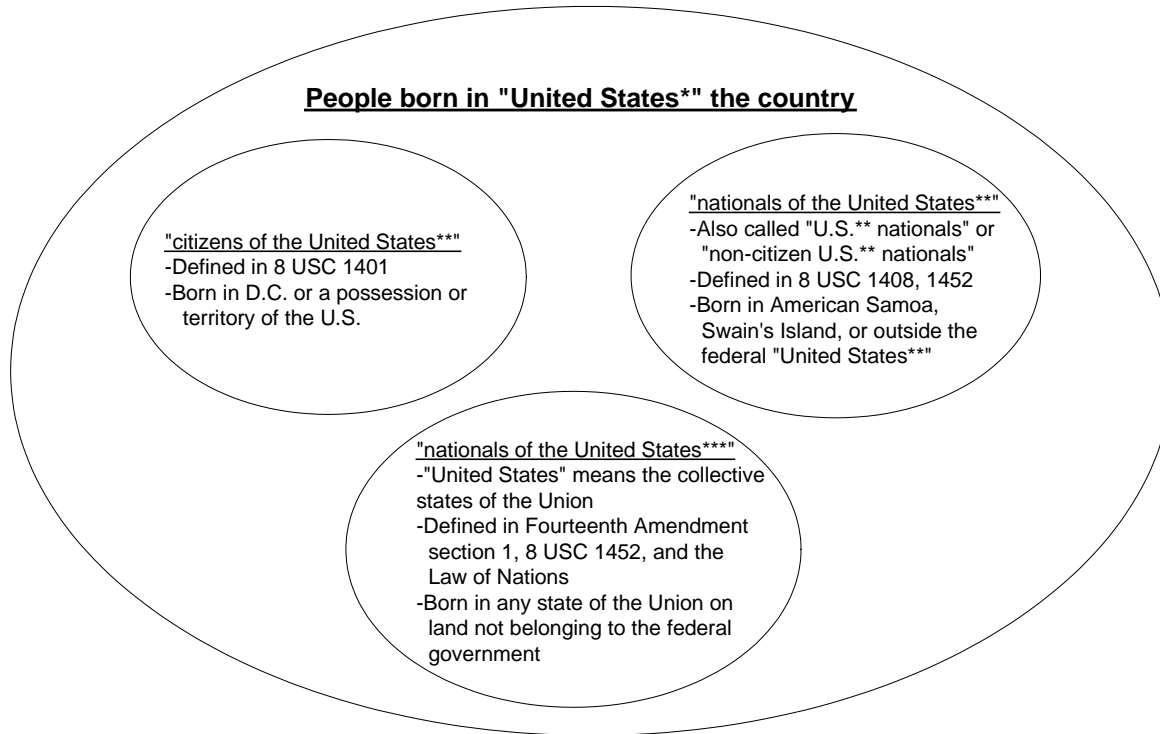 People born in "United States*" the country
"citizens of the United States**"
-Defined in 8 USC 1401
-Born in D.C. or a possession or
territory of the U.S.
"nationals of the United States**"
-Also called "U.S.** nationals" or
"non-citizen U.S.** nationals"
-Defined in 8 USC 1408, 1452
-Born in American Samoa,
Swain's Island, or outside the
federal "United States**"
"nationals of the United States***"
-"United States" means the collective
states of the Union
-Defined in Fourteenth Amendment
section 1, 8 USC 1452, and the
Law of Nations
-Born in any state of the Union on
land not belonging to the federal
government